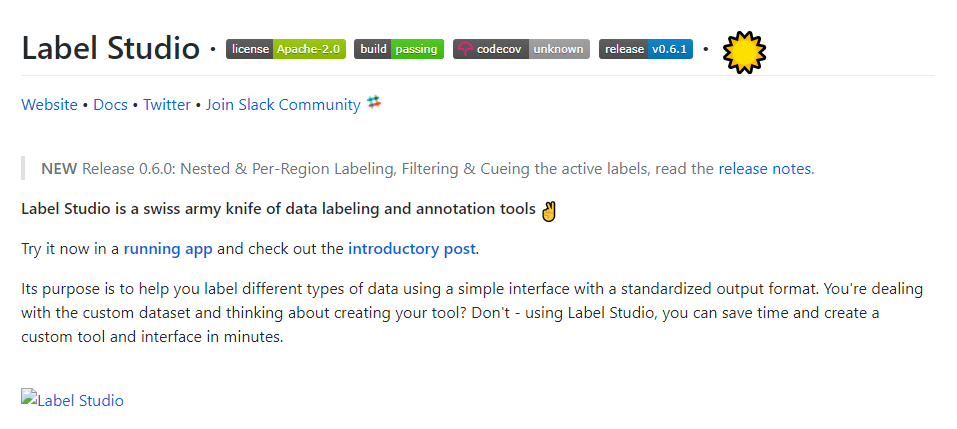 Label Studio · license Apache-2.0 build passing codecov unknown release v0.6.1 ·
Website • Docs • Twitter • Join Slack Community
NEW Release 0.6.0: Nested & Per-Region Labeling, Filtering & Cueing the active labels, read the release notes.
Label Studio is a swiss army knife of data labeling and annotation tools ✌
Try it now in a running app and check out the introductory post.
Its purpose is to help you label different types of data using a simple interface with a standardized output format. You're dealing
with the custom dataset and thinking about creating your tool? Don't - using Label Studio, you can save time and create a
custom tool and interface in minutes.
Label Studio